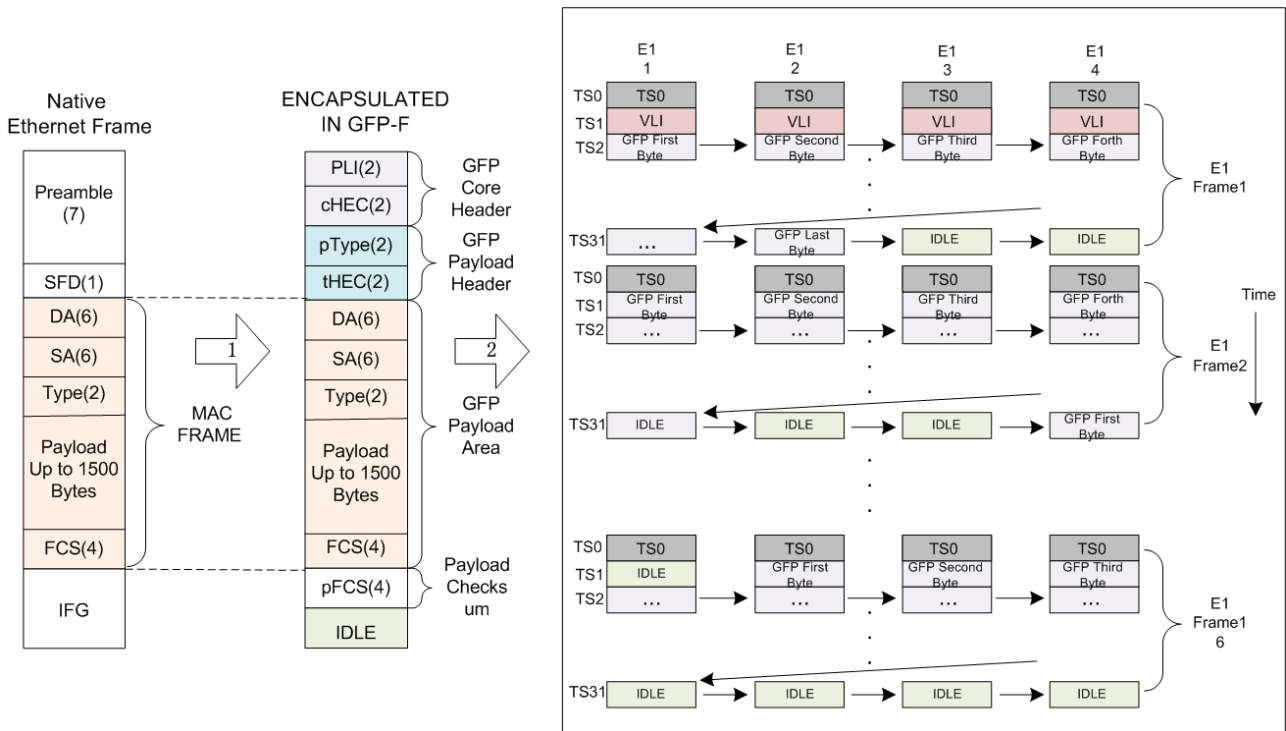 Native
Ethernet Frame
Preamble
(7)
SFD(1)
DA(6)
SA(6)
Type(2)
Payload
Up to 1500
Bytes
FCS(4)
IFG
MAC
FRAME
1
ENCAPSULATED
IN GFP-F
PLI(2)
cHEC(2)
pType(2)
tHEC(2)
DA(6)
SA(6)
Type(2)
Payload
Up to 1500
Bytes
FCS(4)
pFCS(4)
IDLE
GFP
Core
Header
GFP
Payload
Header
GFP
Payload
Area
Payload
Checks
um
2
E1 E1 E1 E1
1 2 3 4
TS0 TS0 TS0 TS0 TS0
TS1 VLI VLI VLI VLI
TS2 GFP First Byte GFP Second Byte GFP Third Byte GFP Forth Byte
TS31 ... GFP Last Byte IDLE IDLE
E1
Frame1
TS0 TS0 TS0 TS0 TS0
TS1 GFP First Byte GFP Second Byte GFP Third Byte GFP Forth Byte
TS2 ... ... ... ...
TS31 IDLE IDLE IDLE GFP First Byte
E1
Frame2
Time
TS0 TS0 TS0 TS0 TS0
TS1 IDLE GFP First Byte GFP Second Byte GFP Third Byte
TS2 ... ... ... ...
TS31 IDLE IDLE IDLE IDLE
E1
Frame1
6